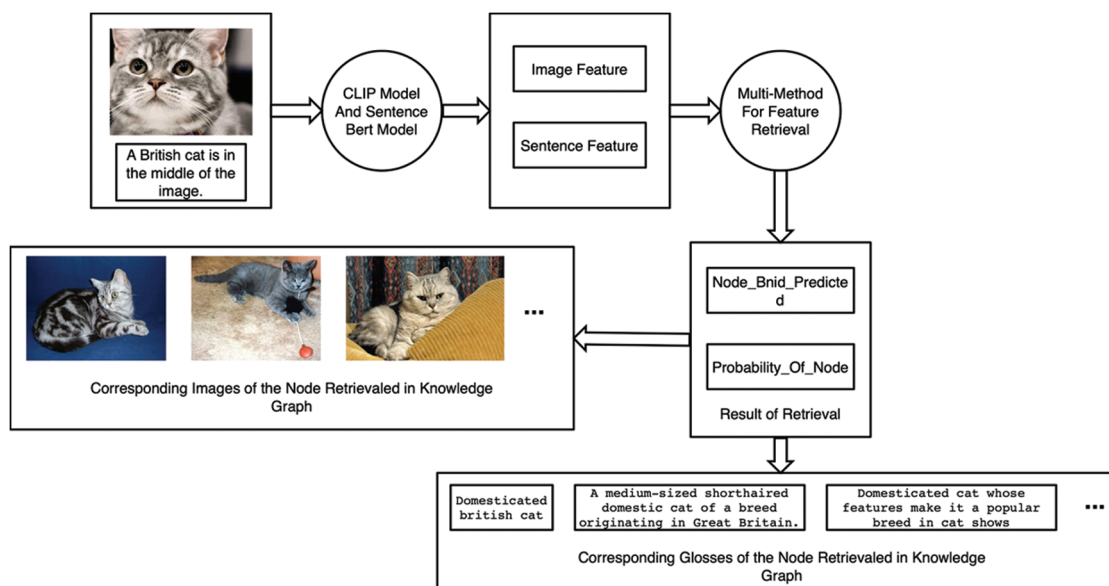 A British cat is in
the middle of the
image.
CLIP Model
And Sentence
Bert Model
Image Feature
Sentence Feature
Multi-Method
For Feature
Retrieval
Node_Bnid_Predicte
d
Probability_Of_Node
Result of Retrieval
...
Corresponding Images of the Node Retrievaled in Knowledge
Graph
Domesticated
british cat
A medium-sized shorthaired
domestic cat of a breed
originating in Great Britain.
Domesticated cat whose
features make it a popular
breed in cat shows
...
Corresponding Glosses of the Node Retrievaled in Knowledge
Graph